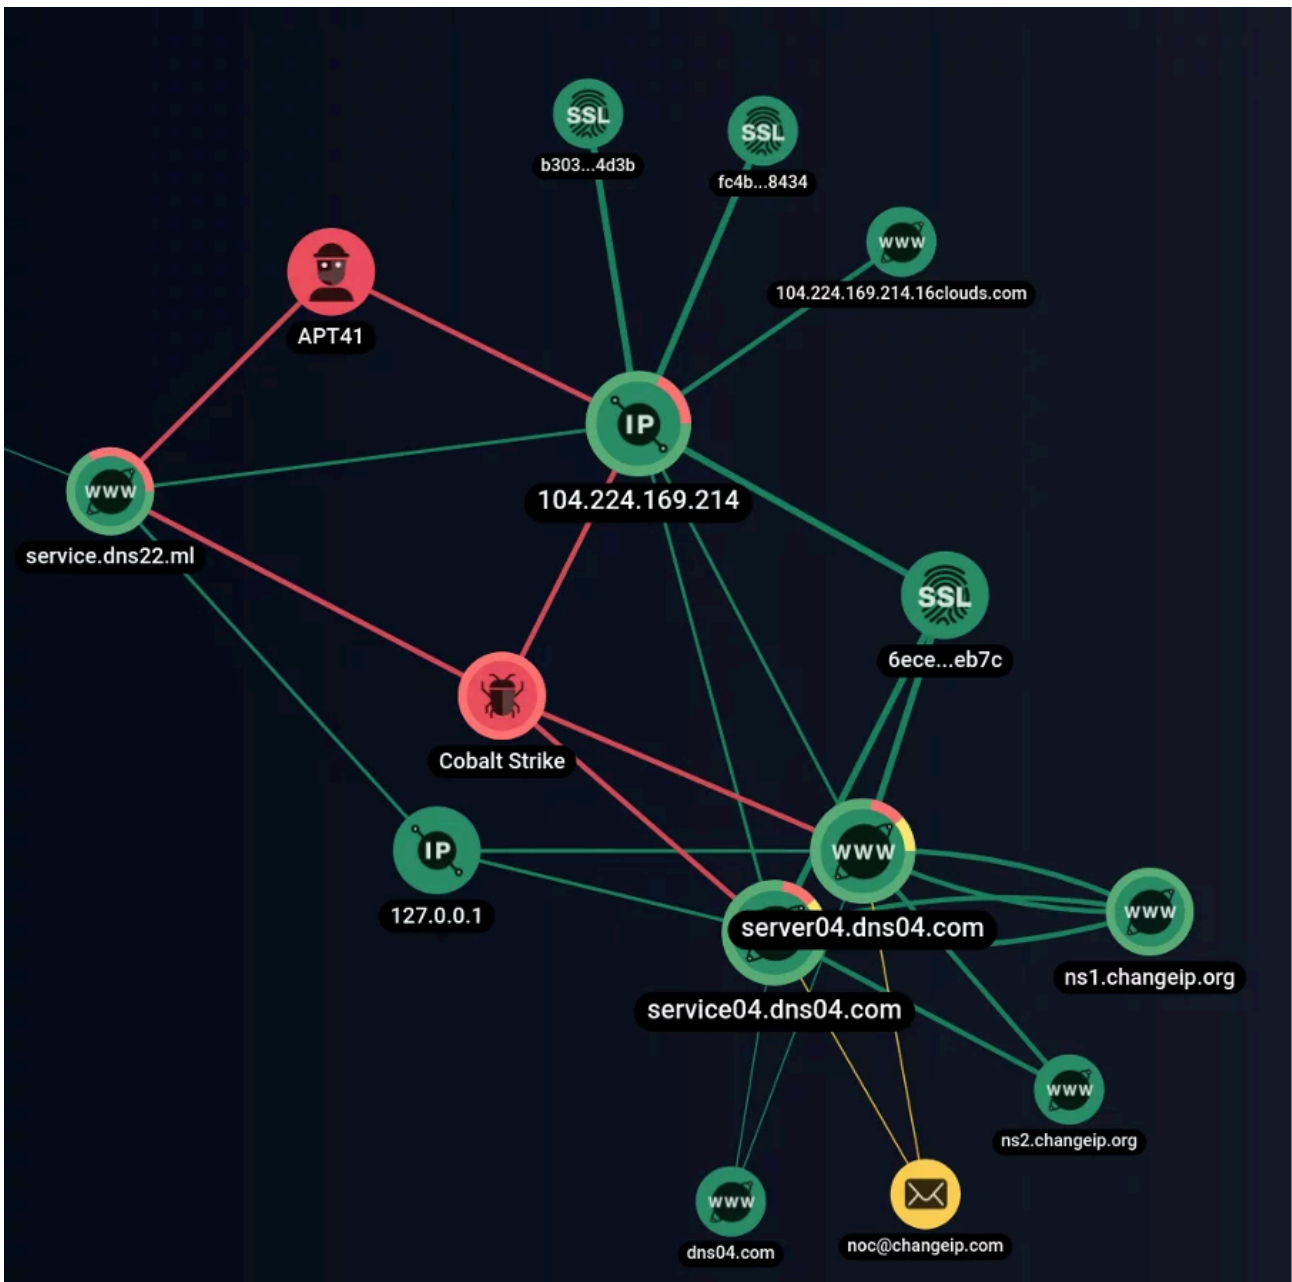 SSL
b303...4d3b
SSL
fc4b...8434
www
104.224.169.214.16clouds.com
APT41
IP
104.224.169.214
www
service.dns22.ml
SSL
6ece...eb7c
Cobalt Strike
IP
127.0.0.1
www
server04.dns04.com
service04.dns04.com
www
ns1.changeip.org
www
ns2.changeip.org
www
dns04.com
noc@changeip.com